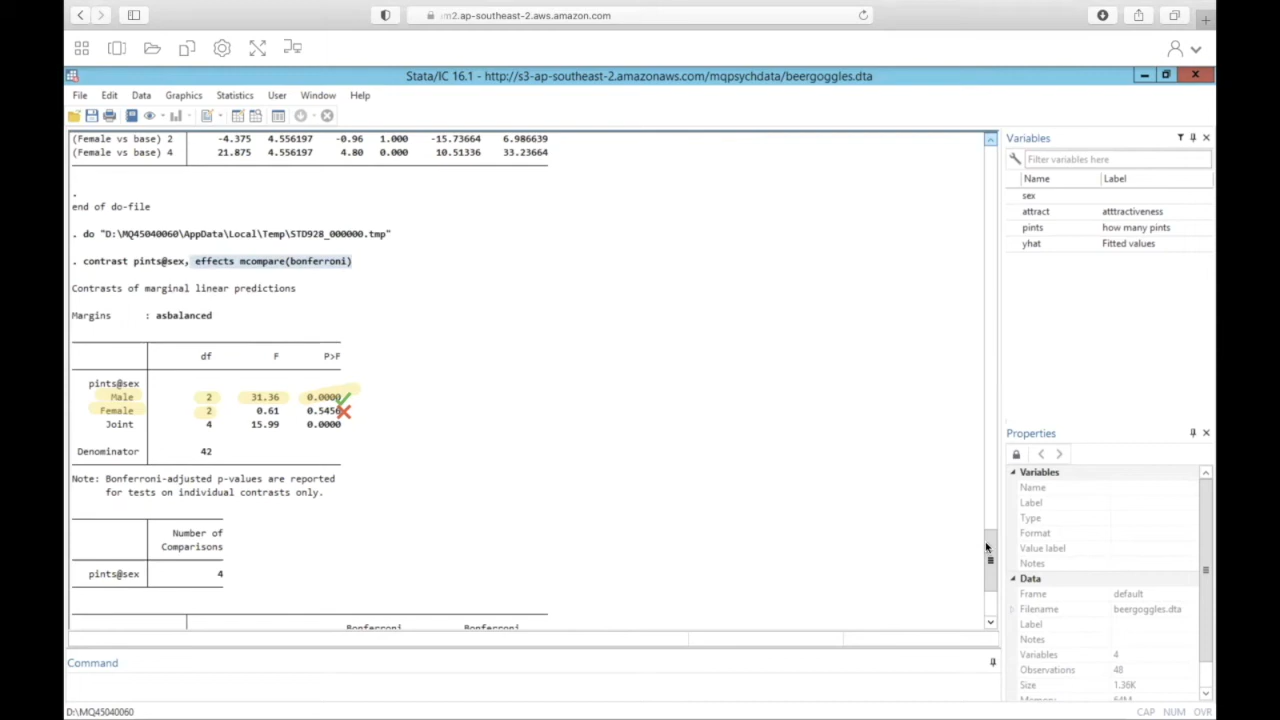 m2.ap-southeast-2.aws.amazon.com
Stata/IC 16.1 - http://s3-ap-southeast-2.amazonaws.com/mqpsychdata/beergoggles.dta
File Edit Data Graphics Statistics User Window Help
(Female vs base) 2 -4.375 4.556197 -0.96 1.000 -15.73664 6.986639
(Female vs base) 4 21.875 4.556197 4.80 0.000 10.51336 33.23664
.
end of do-file
. do "D:\MQ45040060\AppData\Local\Temp\STD928_000000.tmp"
. contrast pints@sex, effects mcompare(bonferroni)
Contrasts of marginal linear predictions
Margins : asbalanced
df F P>F
pints@sex
Male 2 31.36 0.0000
Female 2 0.61 0.5456
Joint 4 15.99 0.0000
Denominator 42
Note: Bonferroni-adjusted p-values are reported
for tests on individual contrasts only.
Number of
Comparisons
pints@sex 4
Bonferroni Bonferroni
Command
D:\MQ45040060
Variables
Filter variables here
Name Label
sex
attract atttractiveness
pints how many pints
yhat Fitted values
Properties
Variables
Name
Label
Type
Format
Value label
Notes
Data
Frame default
Filename beergoggles.dta
Label
Notes
Variables 4
Observations 48
Size 1.36K
Memory 64M
CAP NUM OVR